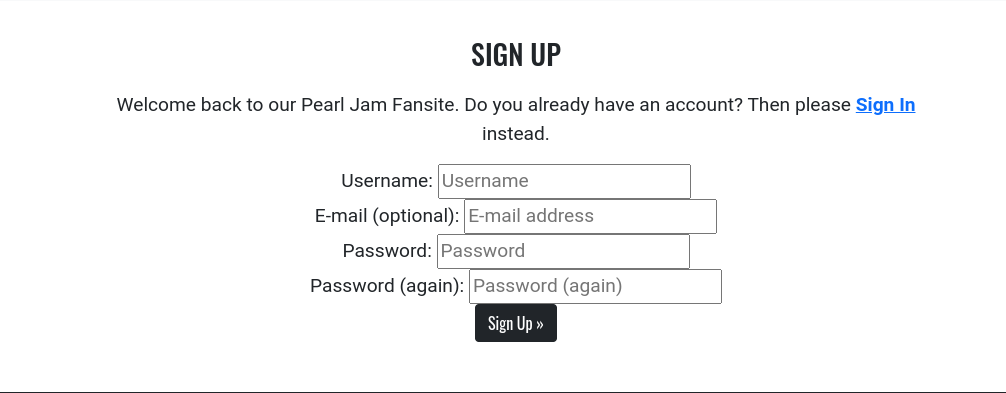 SIGN UP
Welcome back to our Pearl Jam Fansite. Do you already have an account? Then please Sign In
instead.
Username: Username
E-mail (optional): E-mail address
Password: Password
Password (again): Password (again)
Sign Up »